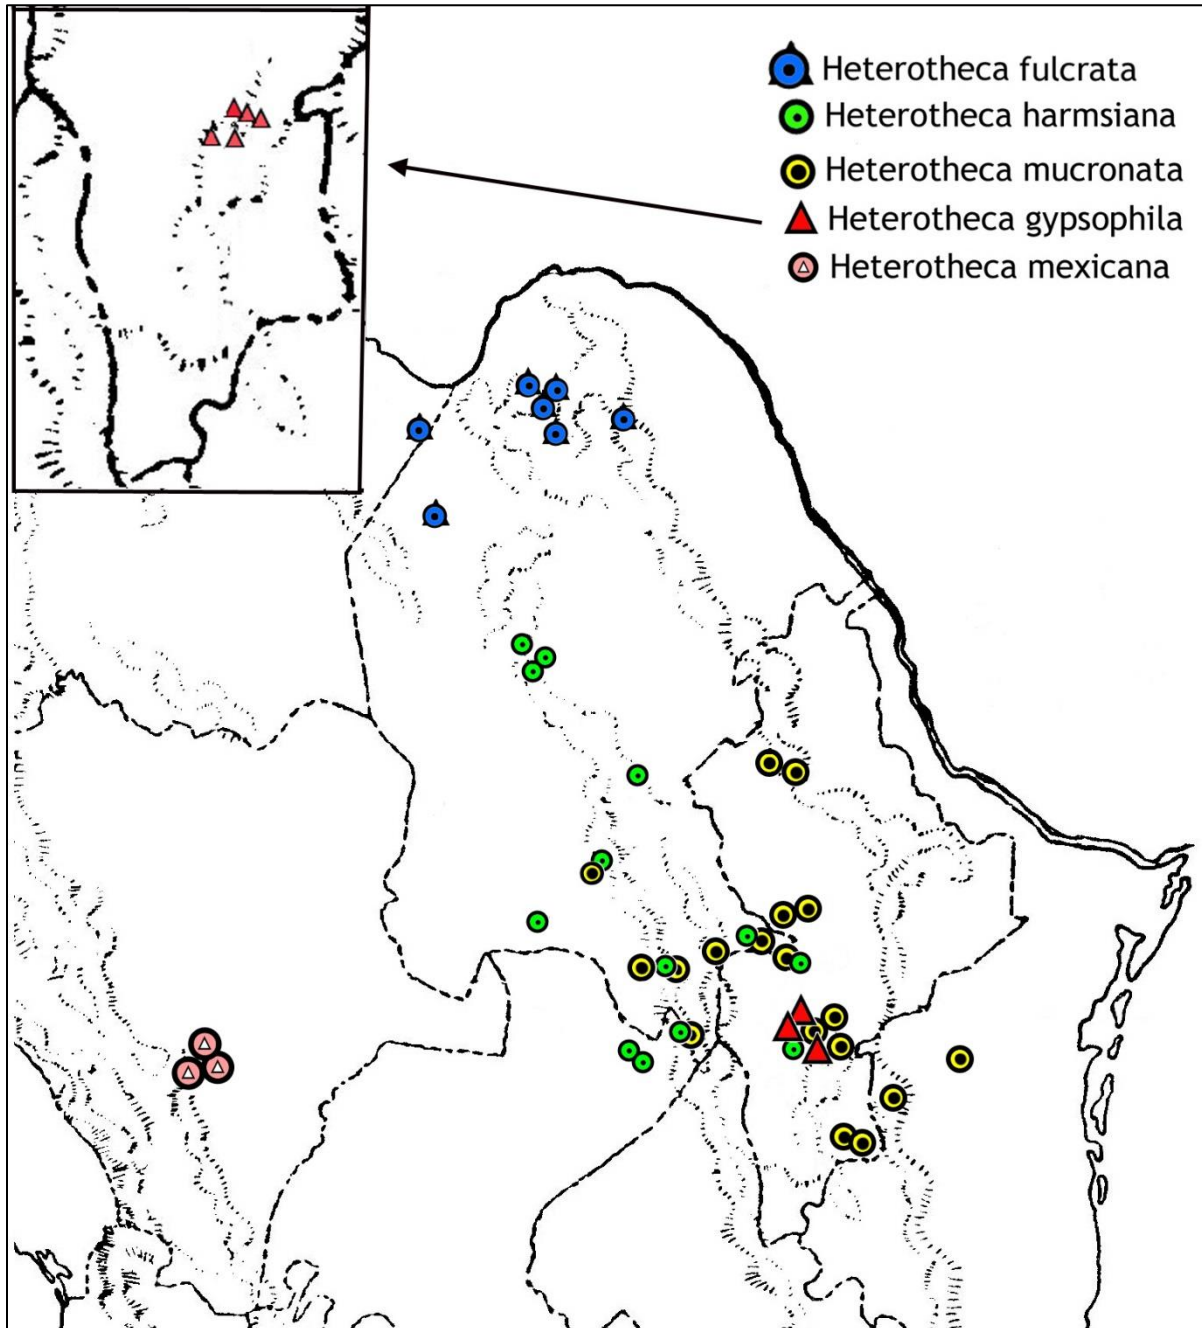 Heterotheca fulcrata
Heterotheca harmsiana
Heterotheca mucronata
Heterotheca gypsophila
Heterotheca mexicana